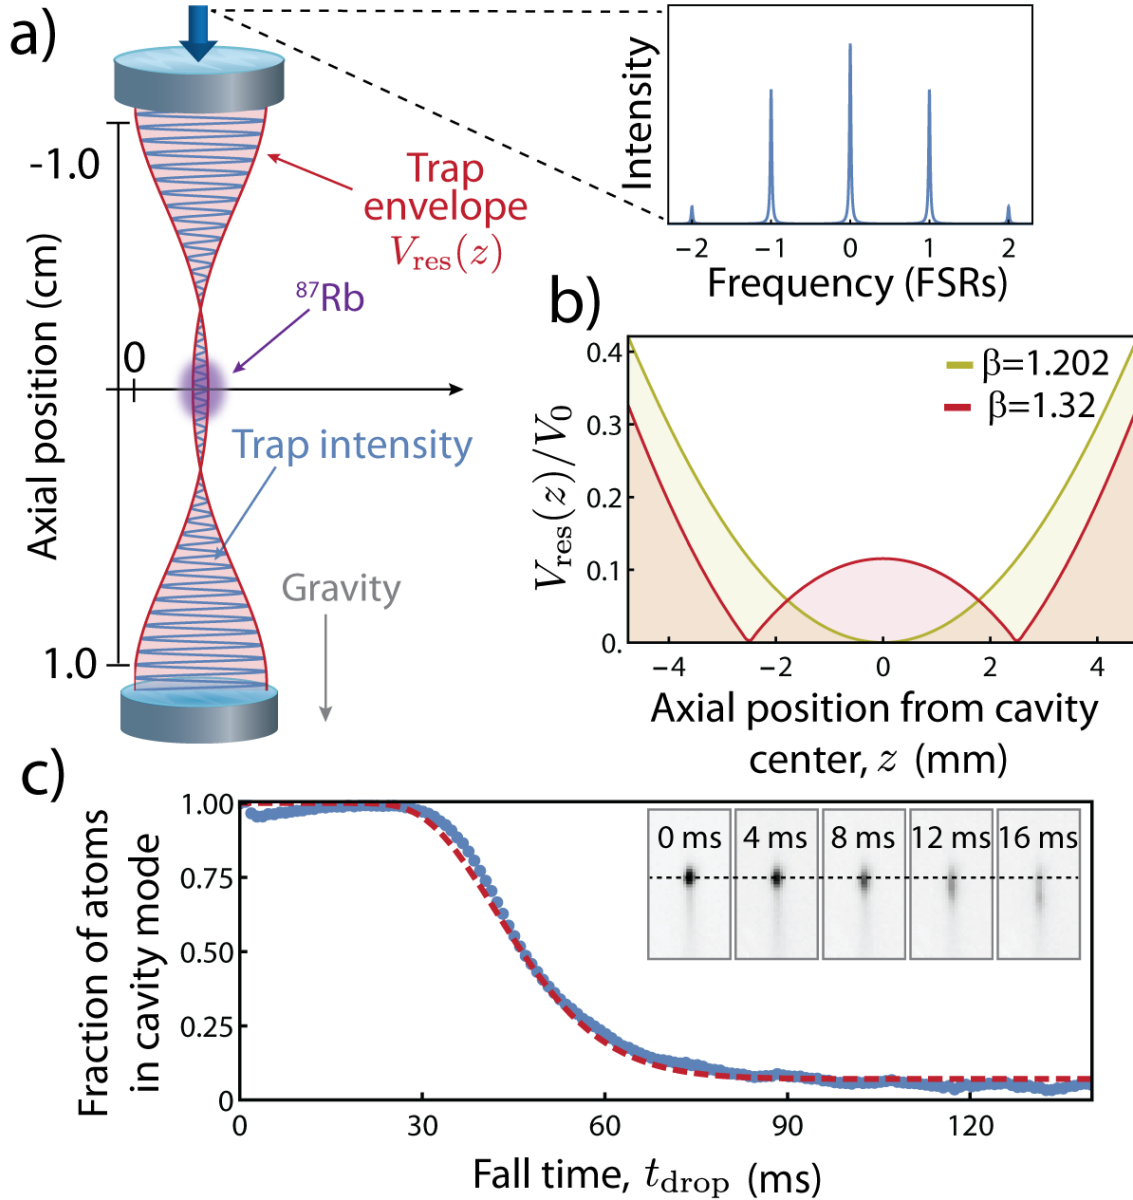 a)
-1.0
0
1.0
Axial position (cm)
Trap
envelope
V_res(z)
⁸⁷Rb
Trap intensity
Gravity
Intensity
−2 −1 0 1 2
Frequency (FSRs)
b)
β=1.202
β=1.32
0.4
0.3
0.2
0.1
0.
V_res(z)/V_0
−4 −2 0 2 4
Axial position from cavity
center, z (mm)
c)
1.00
0.75
0.50
0.25
0
Fraction of atoms
in cavity mode
0 ms 4 ms 8 ms 12 ms 16 ms
0 30 60 90 120
Fall time, t_drop (ms)